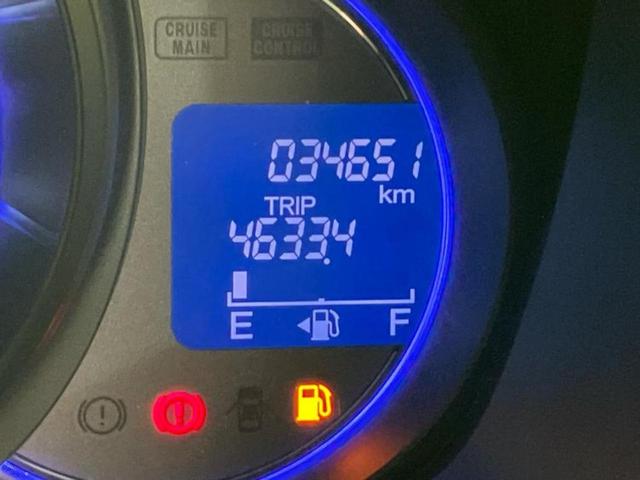 CRUISE MAIN
CRUISE CONTROL
034651
km
TRIP
4633.4
E F